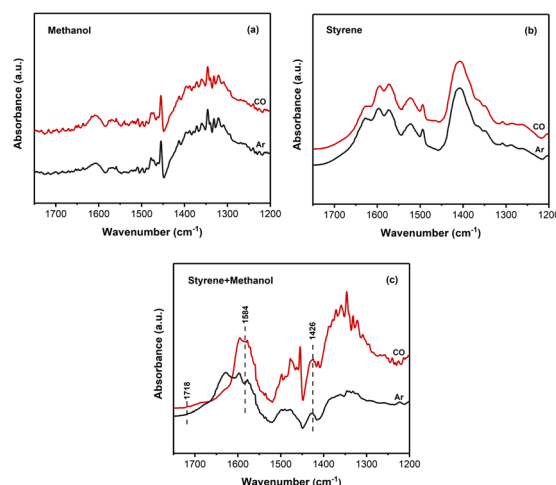 Methanol (a)
CO
Ar
Absorbance (a.u.)
1700 1600 1500 1400 1300 1200
Wavenumber (cm⁻¹)
Styrene (b)
CO
Ar
Absorbance (a.u.)
1700 1600 1500 1400 1300 1200
Wavenumber (cm⁻¹)
Styrene+Methanol (c)
1718
1584
1426
CO
Ar
Absorbance (a.u.)
1700 1600 1500 1400 1300 1200
Wavenumber (cm⁻¹)